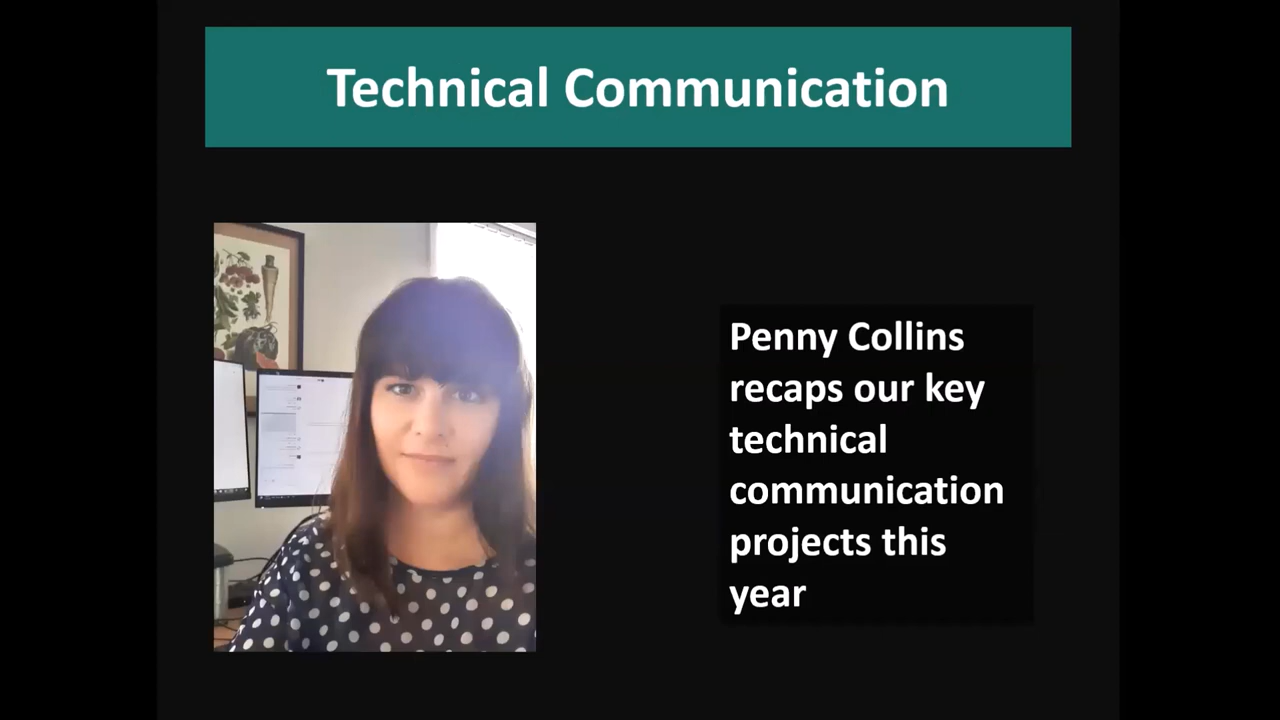 Technical Communication
Penny Collins
recaps our key
technical
communication
projects this
year